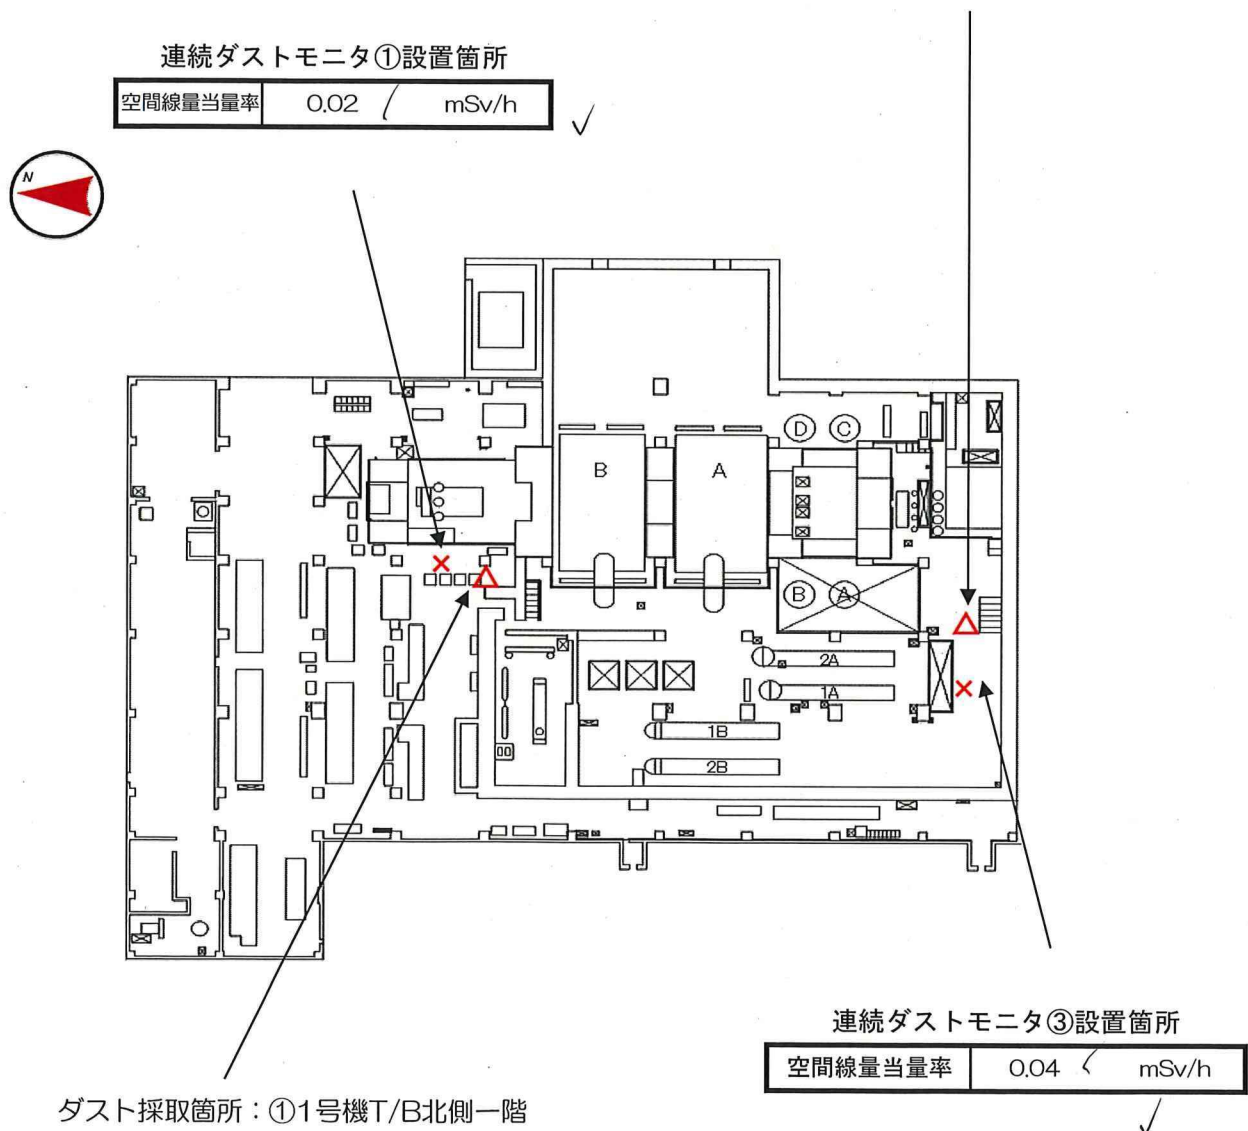 連続ダストモニタ①設置箇所
空間線量当量率 0.02 mSv/h
N
D C
B A
B A
2A
1A
1B
2B
連続ダストモニタ③設置箇所
空間線量当量率 0.04 mSv/h
ダスト採取箇所：①1号機T/B北側一階